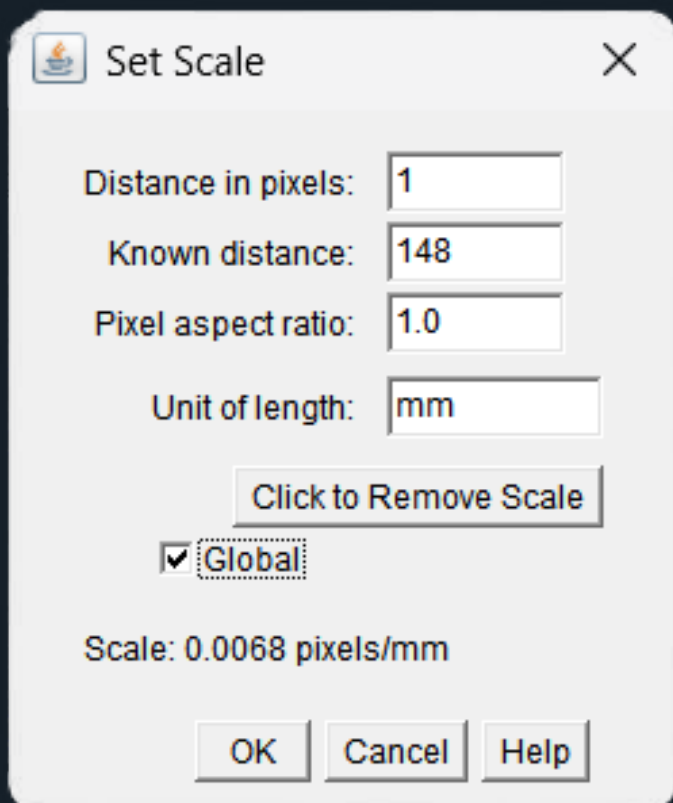 Set Scale
Distance in pixels: 1
Known distance: 148
Pixel aspect ratio: 1.0
Unit of length: mm
Click to Remove Scale
Global
Scale: 0.0068 pixels/mm
OK Cancel Help